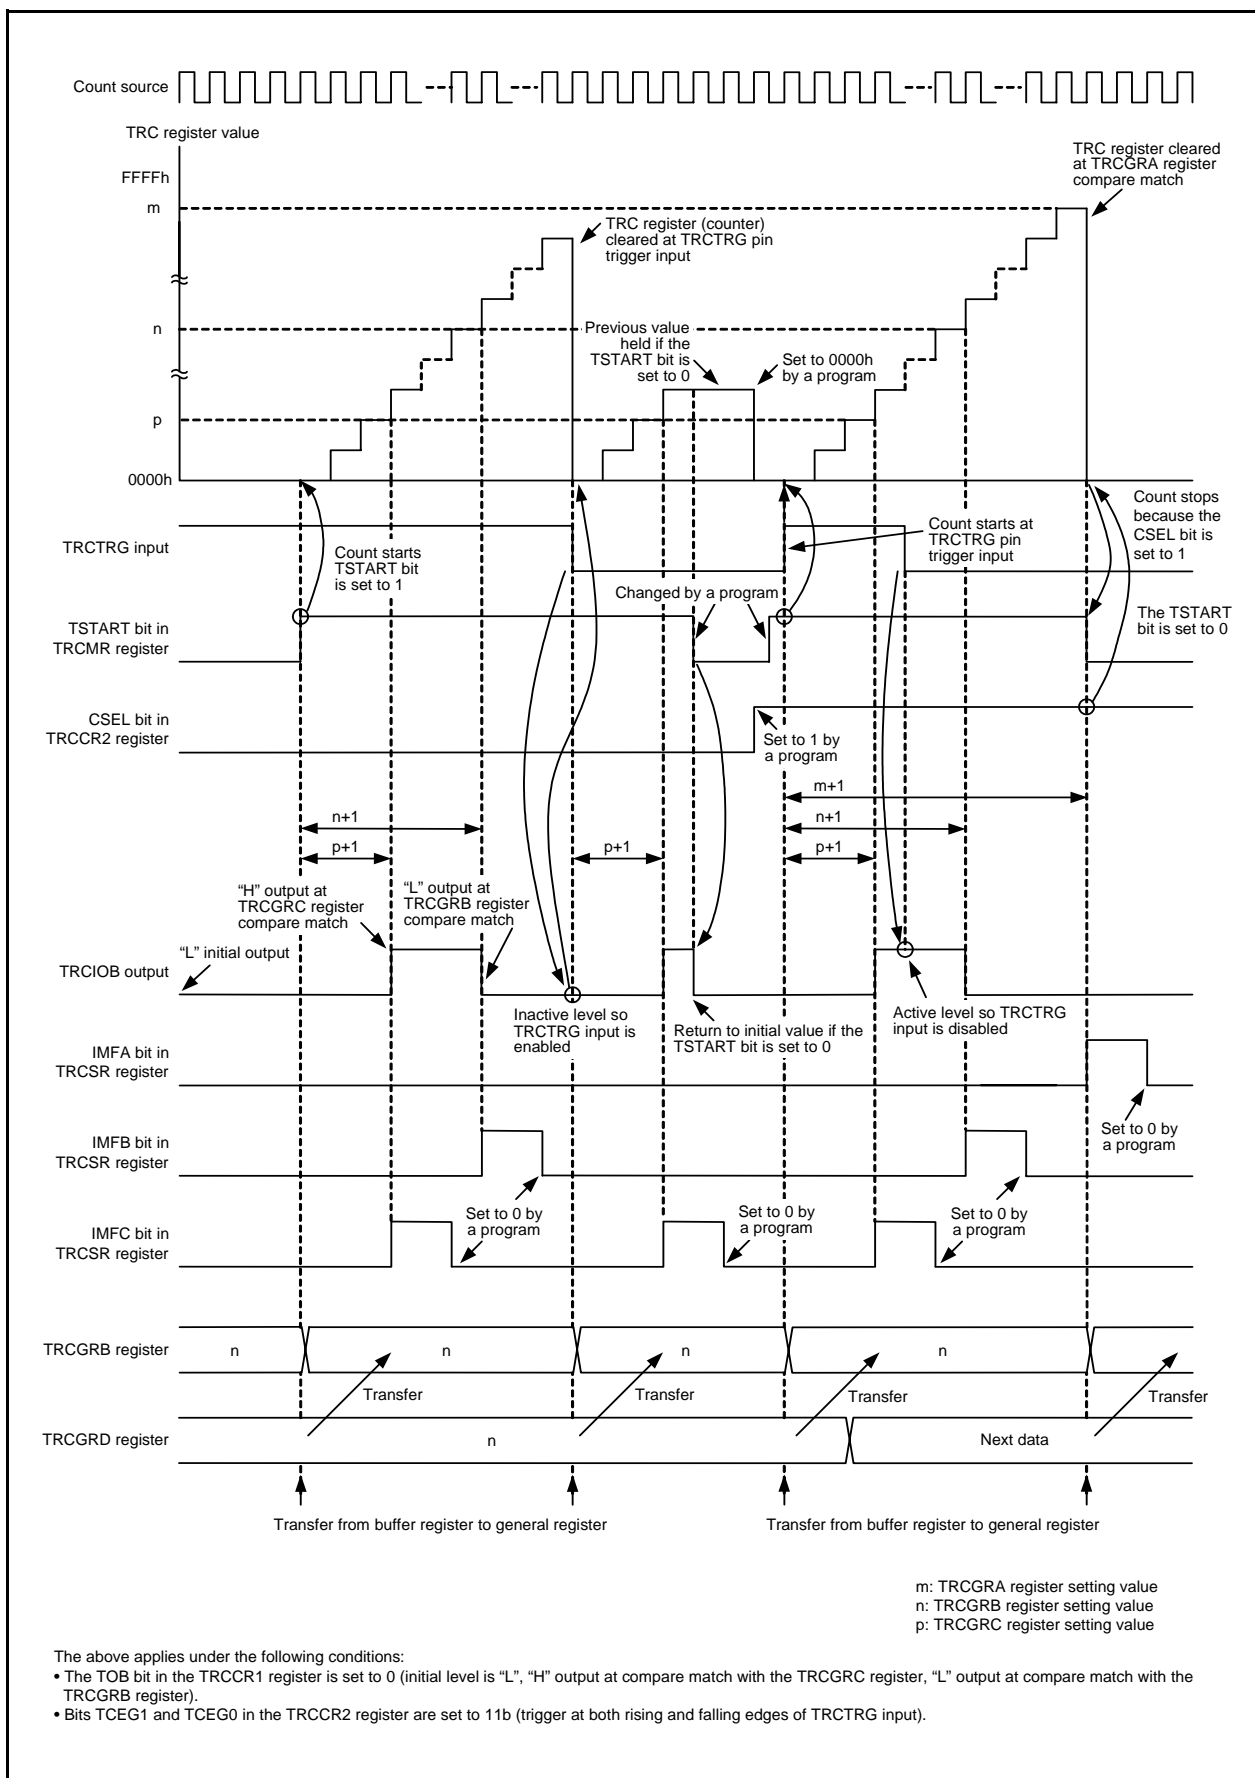 Count source
TRC register value
FFFFh
m
TRC register cleared
at TRCGRA register
compare match
TRC register (counter)
cleared at TRCTRG pin
trigger input
n
Previous value
held if the
TSTART bit is
set to 0
Set to 0000h
by a program
p
0000h
TRCTRG input
Count starts
TSTART bit
is set to 1
Count starts at
TRCTRG pin
trigger input
Count stops
because the
CSEL bit is
set to 1
Changed by a program
TSTART bit in
TRCMR register
The TSTART
bit is set to 0
CSEL bit in
TRCCR2 register
Set to 1 by
a program
m+1
n+1
n+1
p+1
p+1
p+1
“H” output at
TRCGRC register
compare match
“L” output at
TRCGRB register
compare match
“L” initial output
TRCIOB output
Inactive level so
TRCTRG input is
enabled
Return to initial value if the
TSTART bit is set to 0
Active level so TRCTRG
input is disabled
IMFA bit in
TRCSR register
Set to 0 by
a program
IMFB bit in
TRCSR register
Set to 0 by
a program
Set to 0 by
a program
Set to 0 by
a program
IMFC bit in
TRCSR register
TRCGRB register
n
n
n
n
Transfer
Transfer
Transfer
Transfer
TRCGRD register
n
Next data
Transfer from buffer register to general register
Transfer from buffer register to general register
m: TRCGRA register setting value
n: TRCGRB register setting value
p: TRCGRC register setting value
The above applies under the following conditions:
• The TOB bit in the TRCCR1 register is set to 0 (initial level is “L”, “H” output at compare match with the TRCGRC register, “L” output at compare match with the
TRCGRB register).
• Bits TCEG1 and TCEG0 in the TRCCR2 register are set to 11b (trigger at both rising and falling edges of TRCTRG input).